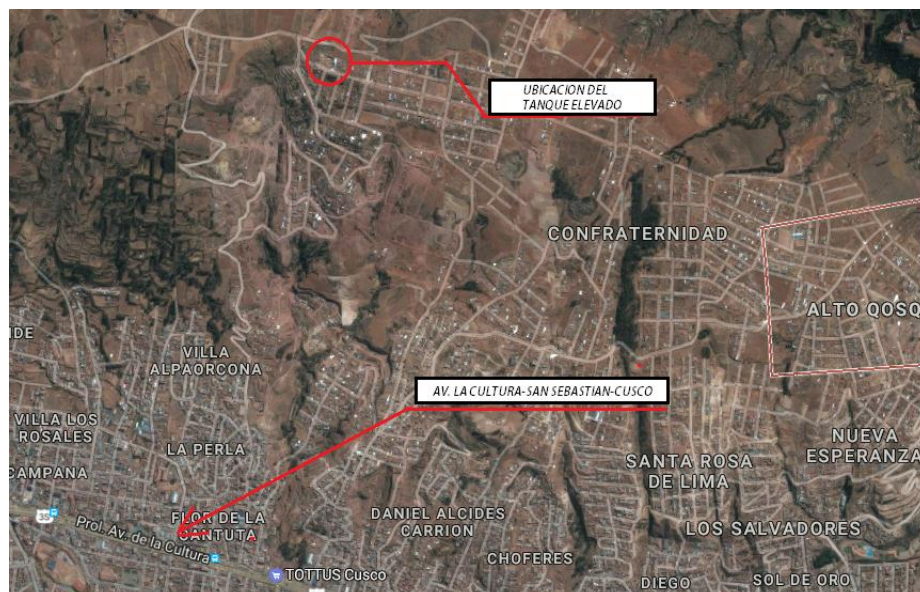 UBICACION DEL
TANQUE ELEVADO
CONFRATERNIDAD
ALTO QOSQ
IDE
VILLA
ALPAORCONA
AV. LA CULTURA-SAN SEBASTIAN-CUSCO
VILLA LOS
ROSALES
LA PERLA
NUEVA
ESPERANZA
CAMPANA
SANTA ROSA
DE LIMA
35
Prol. Av. de la Cultura
FLOR DE LA
CANTUTA
DANIEL ALCIDES
CARRION
LOS SALVADORES
CHOFERES
TOTTUS Cusco
DIEGO
SOL DE ORO